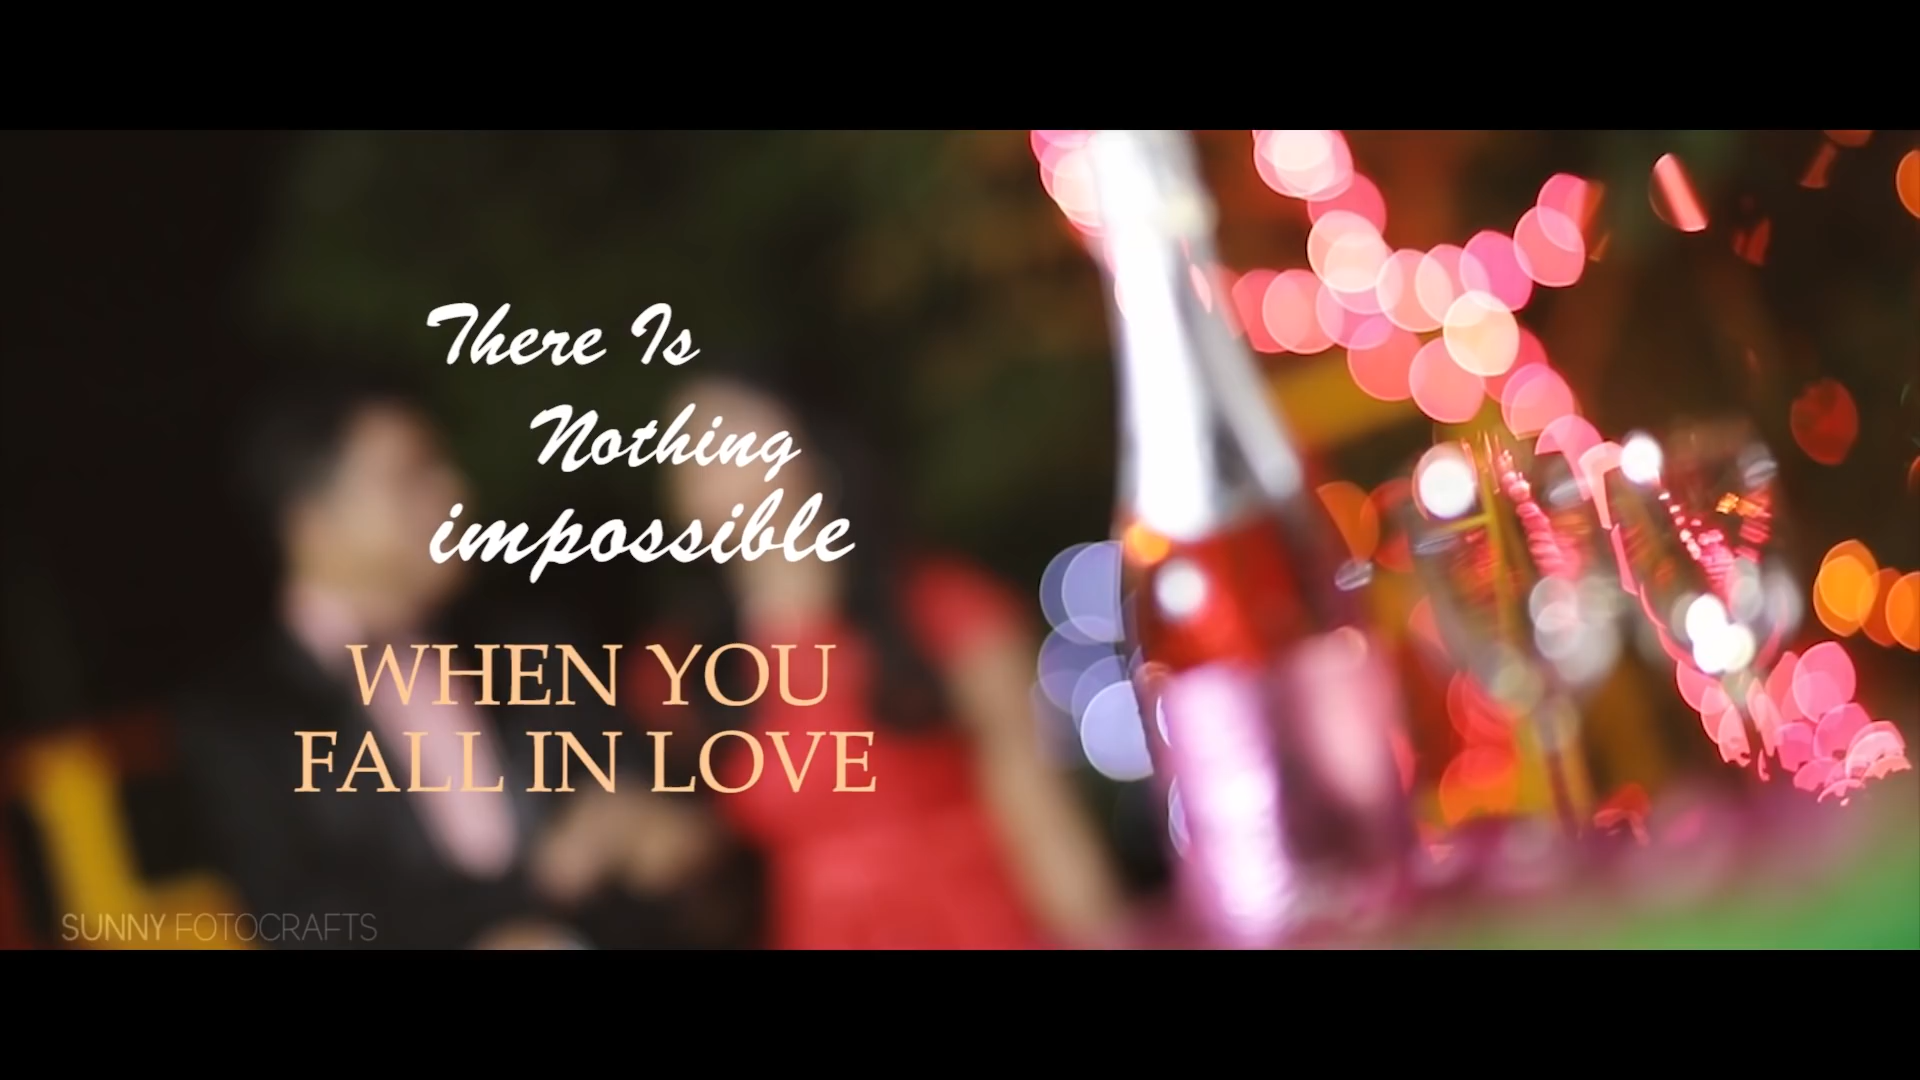 There Is
Nothing
impossible
WHEN YOU
FALL IN LOVE
SUNNY FOTOCRAFTS